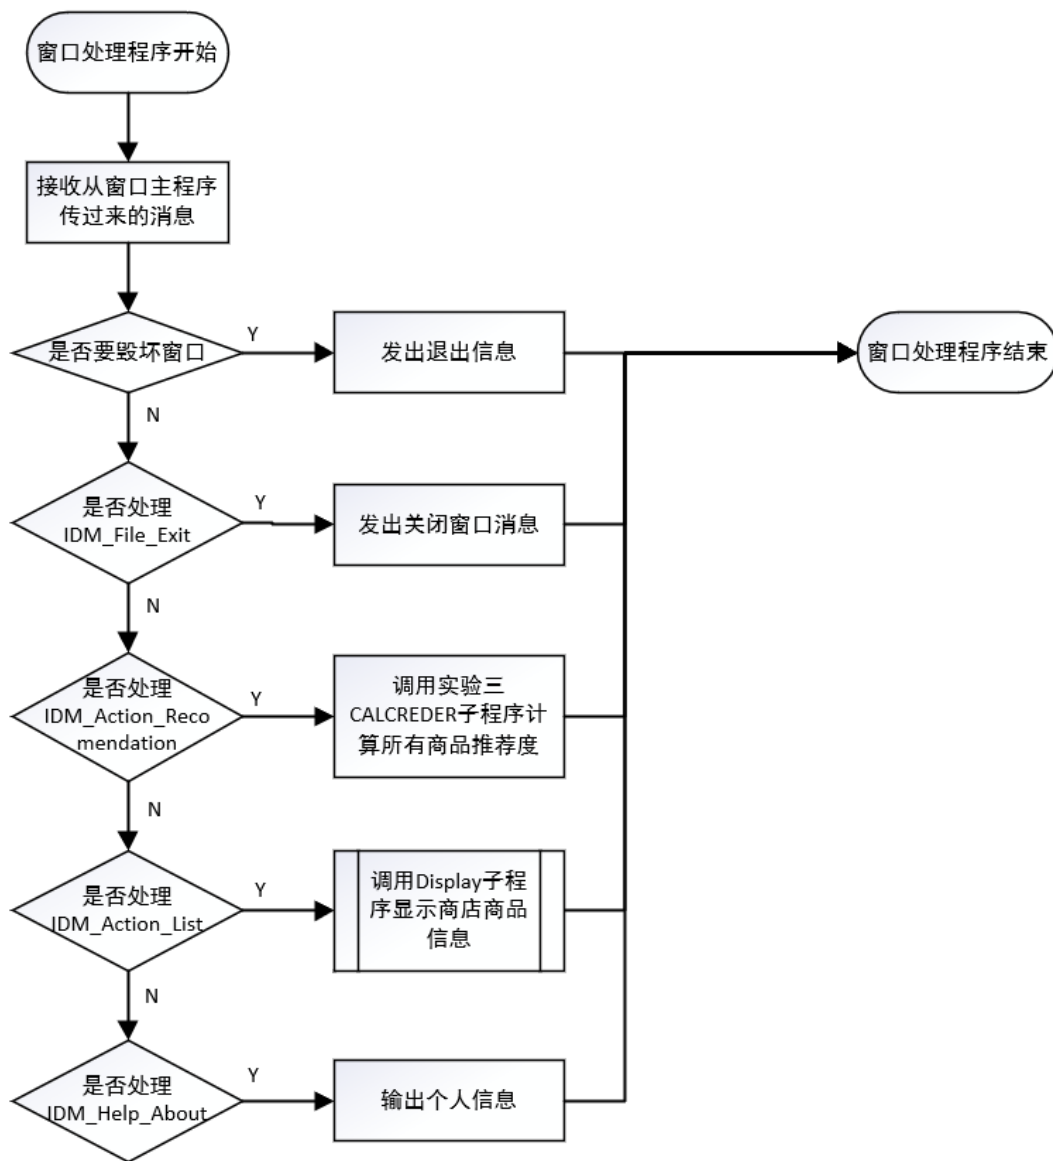 窗口处理程序开始
接收从窗口主程序
传过来的消息
是否要毁坏窗口
Y
发出退出信息
窗口处理程序结束
N
是否处理
IDM_File_Exit
Y
发出关闭窗口消息
N
是否处理
IDM_Action_Reco
mendation
Y
调用实验三
CALCREDER子程序计
算所有商品推荐度
N
是否处理
IDM_Action_List
Y
调用Display子程
序显示商店商品
信息
N
是否处理
IDM_Help_About
Y
输出个人信息